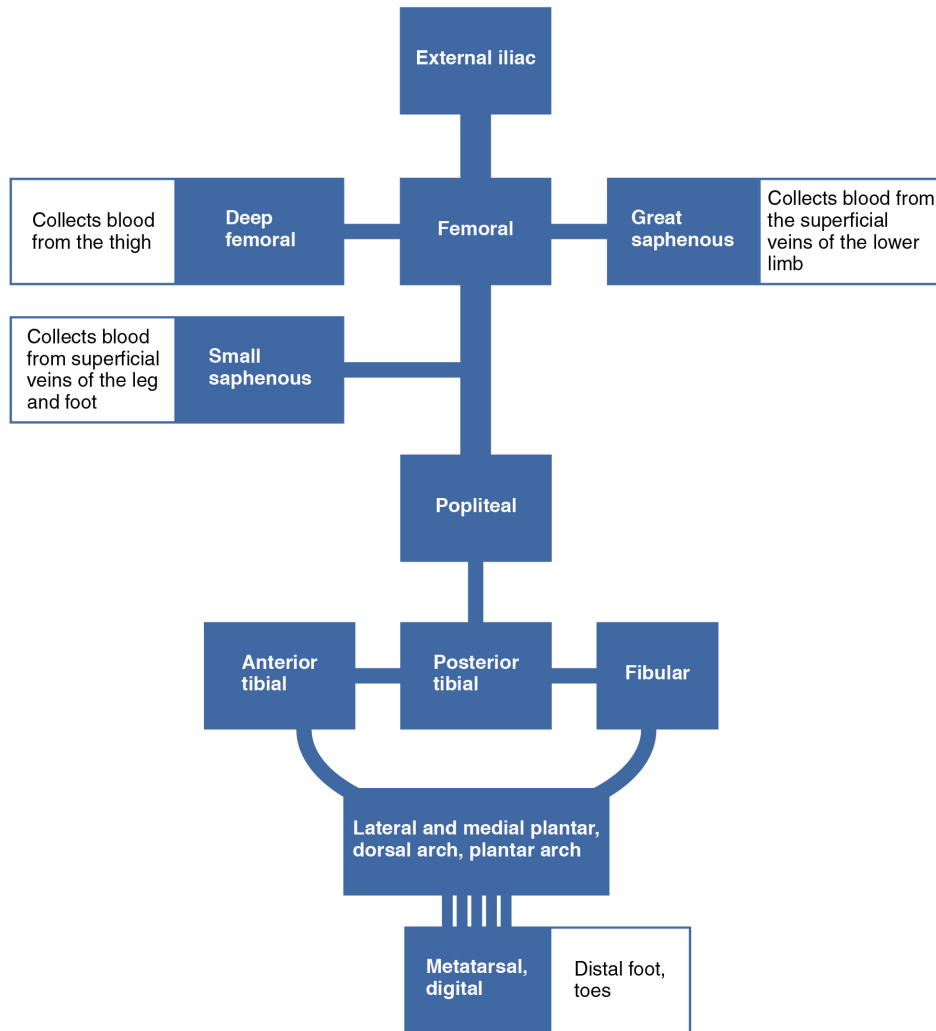 External iliac
Collects blood
from the thigh
Deep
femoral
Femoral
Great
saphenous
Collects blood from
the superficial
veins of the lower
limb
Collects blood
from superficial
veins of the leg
and foot
Small
saphenous
Popliteal
Anterior
tibial
Posterior
tibial
Fibular
Lateral and medial plantar,
dorsal arch, plantar arch
Metatarsal,
digital
Distal foot,
toes